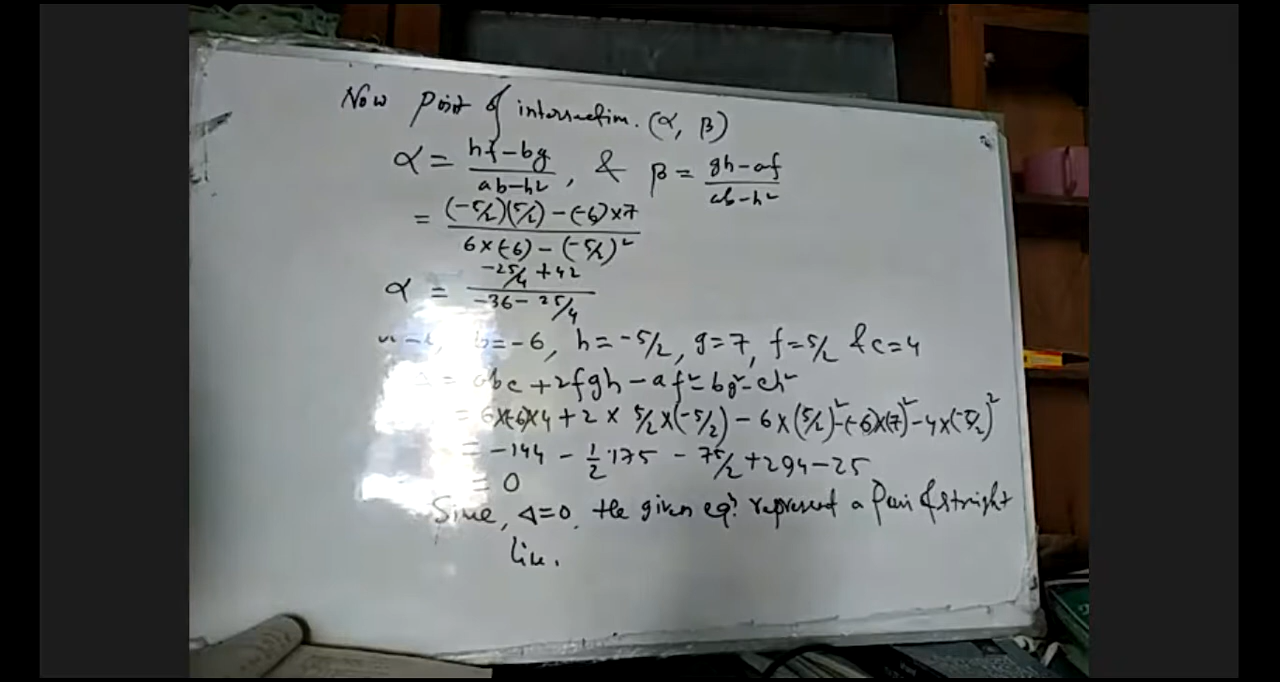 Now Point of intersection. (α, β)
α = (hf-bg)/(ab-h²), & β = (gh-af)/(ab-h²)
= ((-5/2)(5/2) - (-6)×7)/(6×(-6) - (-5/2)²)
α = (-25/4 + 42)/(-36 - 25/4)
b = -6, h = -5/2, g = 7, f = 5/2 & c = 4
= abc + 2fgh - af² - bg² - ch²
= 6×(-6)×4 + 2 × 5/2 × (-5/2) - 6 × (5/2)² - (-6)×(7)² - 4×(-5/2)²
= -144 - 1/2·175 - 75/2 + 294 - 25
= 0
Since, Δ=0, the given eqn. represent a Pair of straight
line.